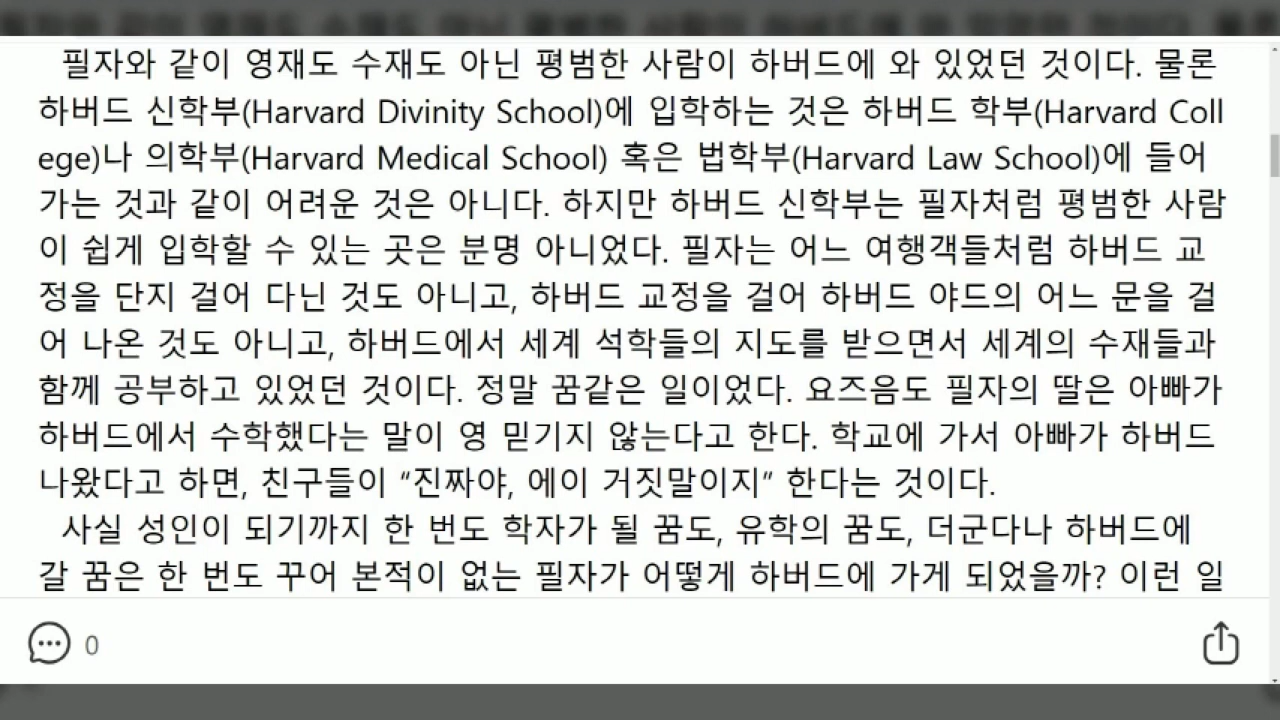 필자와 같이 영재도 수재도 아닌 평범한 사람이 하버드에 와 있었던 것이다. 물론
하버드 신학부(Harvard Divinity School)에 입학하는 것은 하버드 학부(Harvard Coll
ege)나 의학부(Harvard Medical School) 혹은 법학부(Harvard Law School)에 들어
가는 것과 같이 어려운 것은 아니다. 하지만 하버드 신학부는 필자처럼 평범한 사람
이 쉽게 입학할 수 있는 곳은 분명 아니었다. 필자는 어느 여행객들처럼 하버드 교
정을 단지 걸어 다닌 것도 아니고, 하버드 교정을 걸어 하버드 야드의 어느 문을 걸
어 나온 것도 아니고, 하버드에서 세계 석학들의 지도를 받으면서 세계의 수재들과
함께 공부하고 있었던 것이다. 정말 꿈같은 일이었다. 요즈음도 필자의 딸은 아빠가
하버드에서 수학했다는 말이 영 믿기지 않는다고 한다. 학교에 가서 아빠가 하버드
나왔다고 하면, 친구들이 “진짜야, 에이 거짓말이지” 한다는 것이다.
사실 성인이 되기까지 한 번도 학자가 될 꿈도, 유학의 꿈도, 더군다나 하버드에
갈 꿈은 한 번도 꾸어 본적이 없는 필자가 어떻게 하버드에 가게 되었을까? 이런 일
0